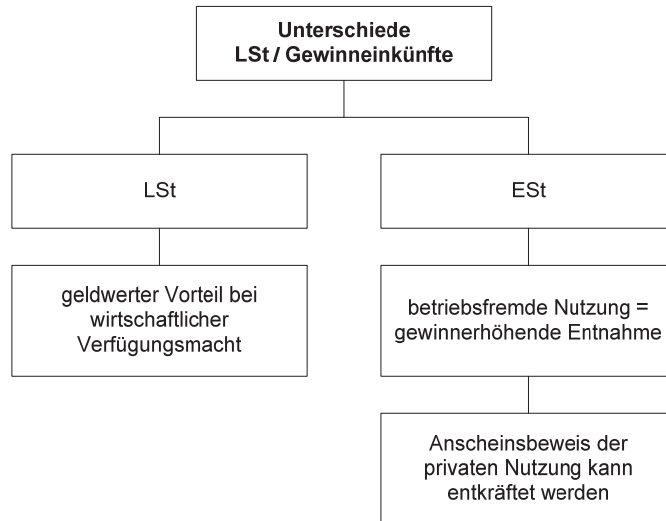 Unterschiede
LSt / Gewinneinkünfte
LSt
ESt
geldwerter Vorteil bei
wirtschaftlicher
Verfügungsmacht
betriebsfremde Nutzung =
gewinnerhöhende Entnahme
Anscheinsbeweis der
privaten Nutzung kann
entkräftet werden